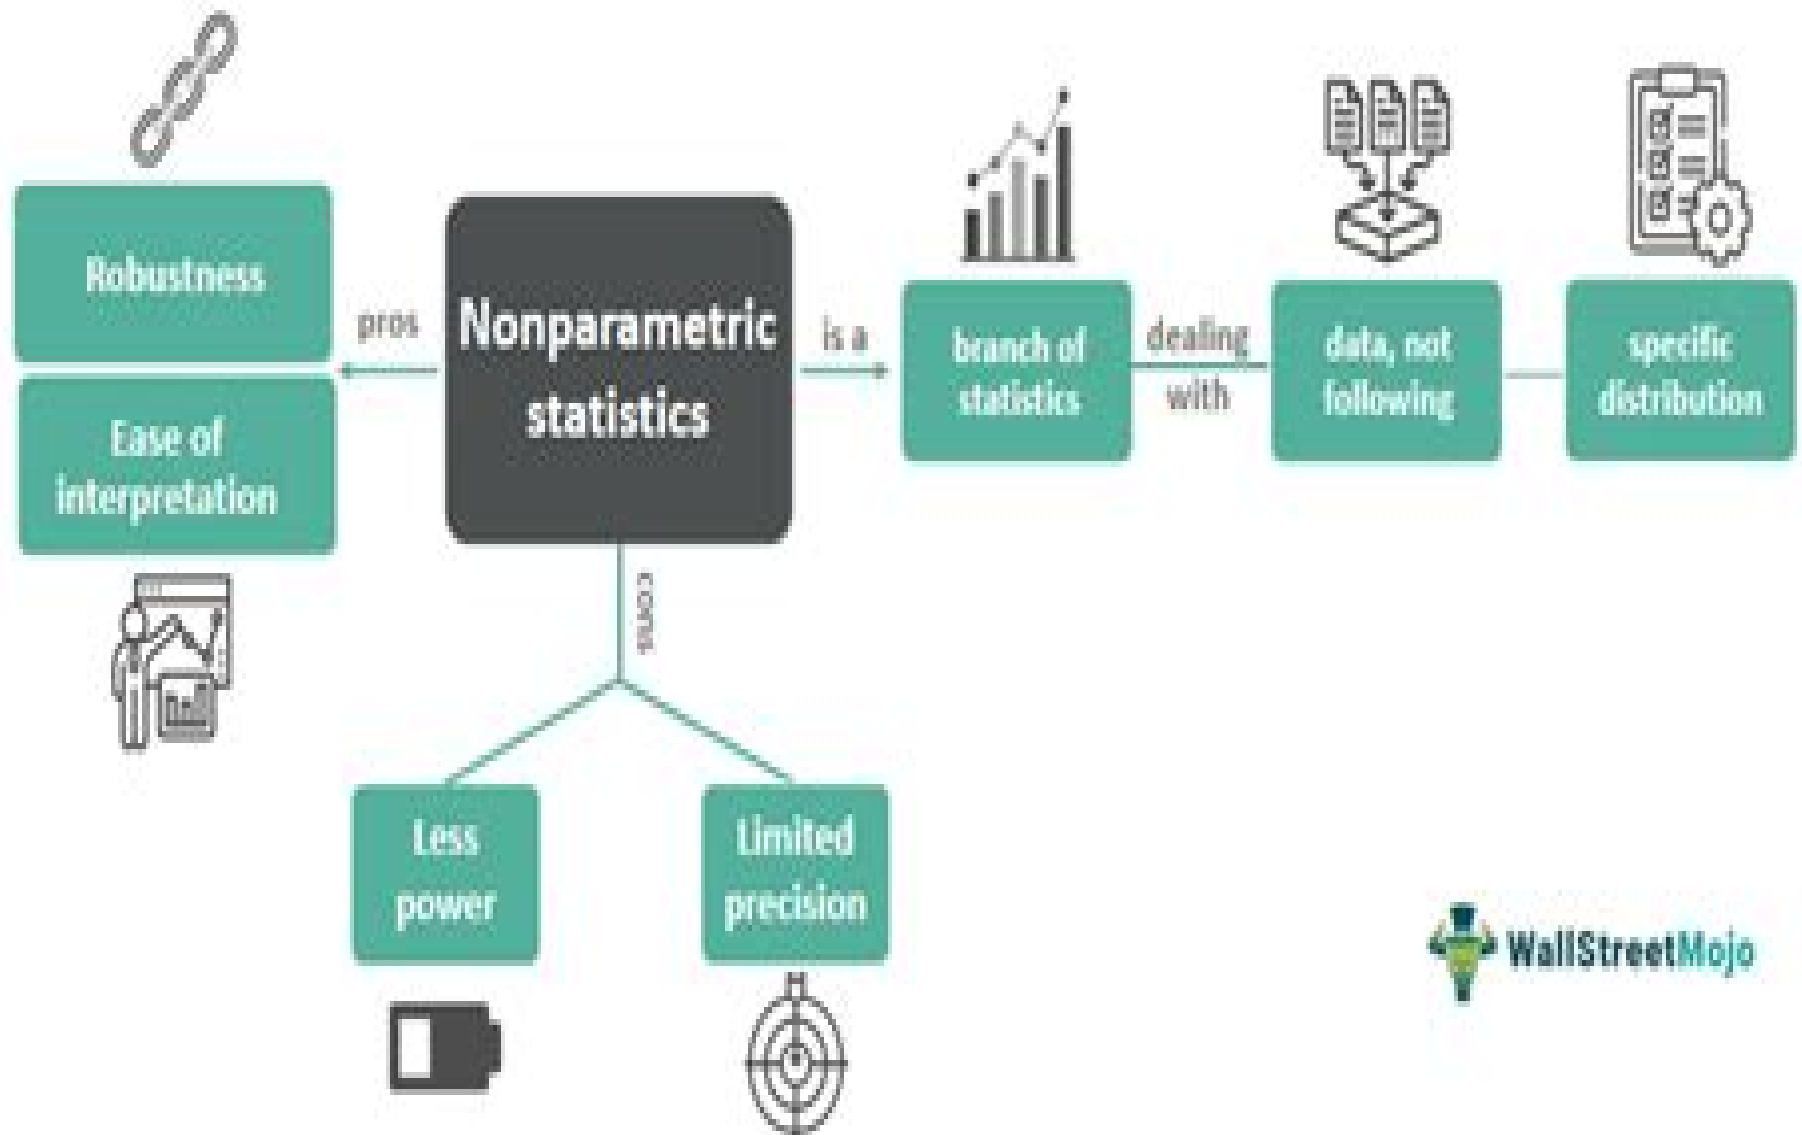 Robustness
Ease of
interpretation
pros
Nonparametric
statistics
is a
branch of
statistics
dealing
with
data, not
following
specific
distribution
cons
Less
power
Limited
precision
WallStreetMojo